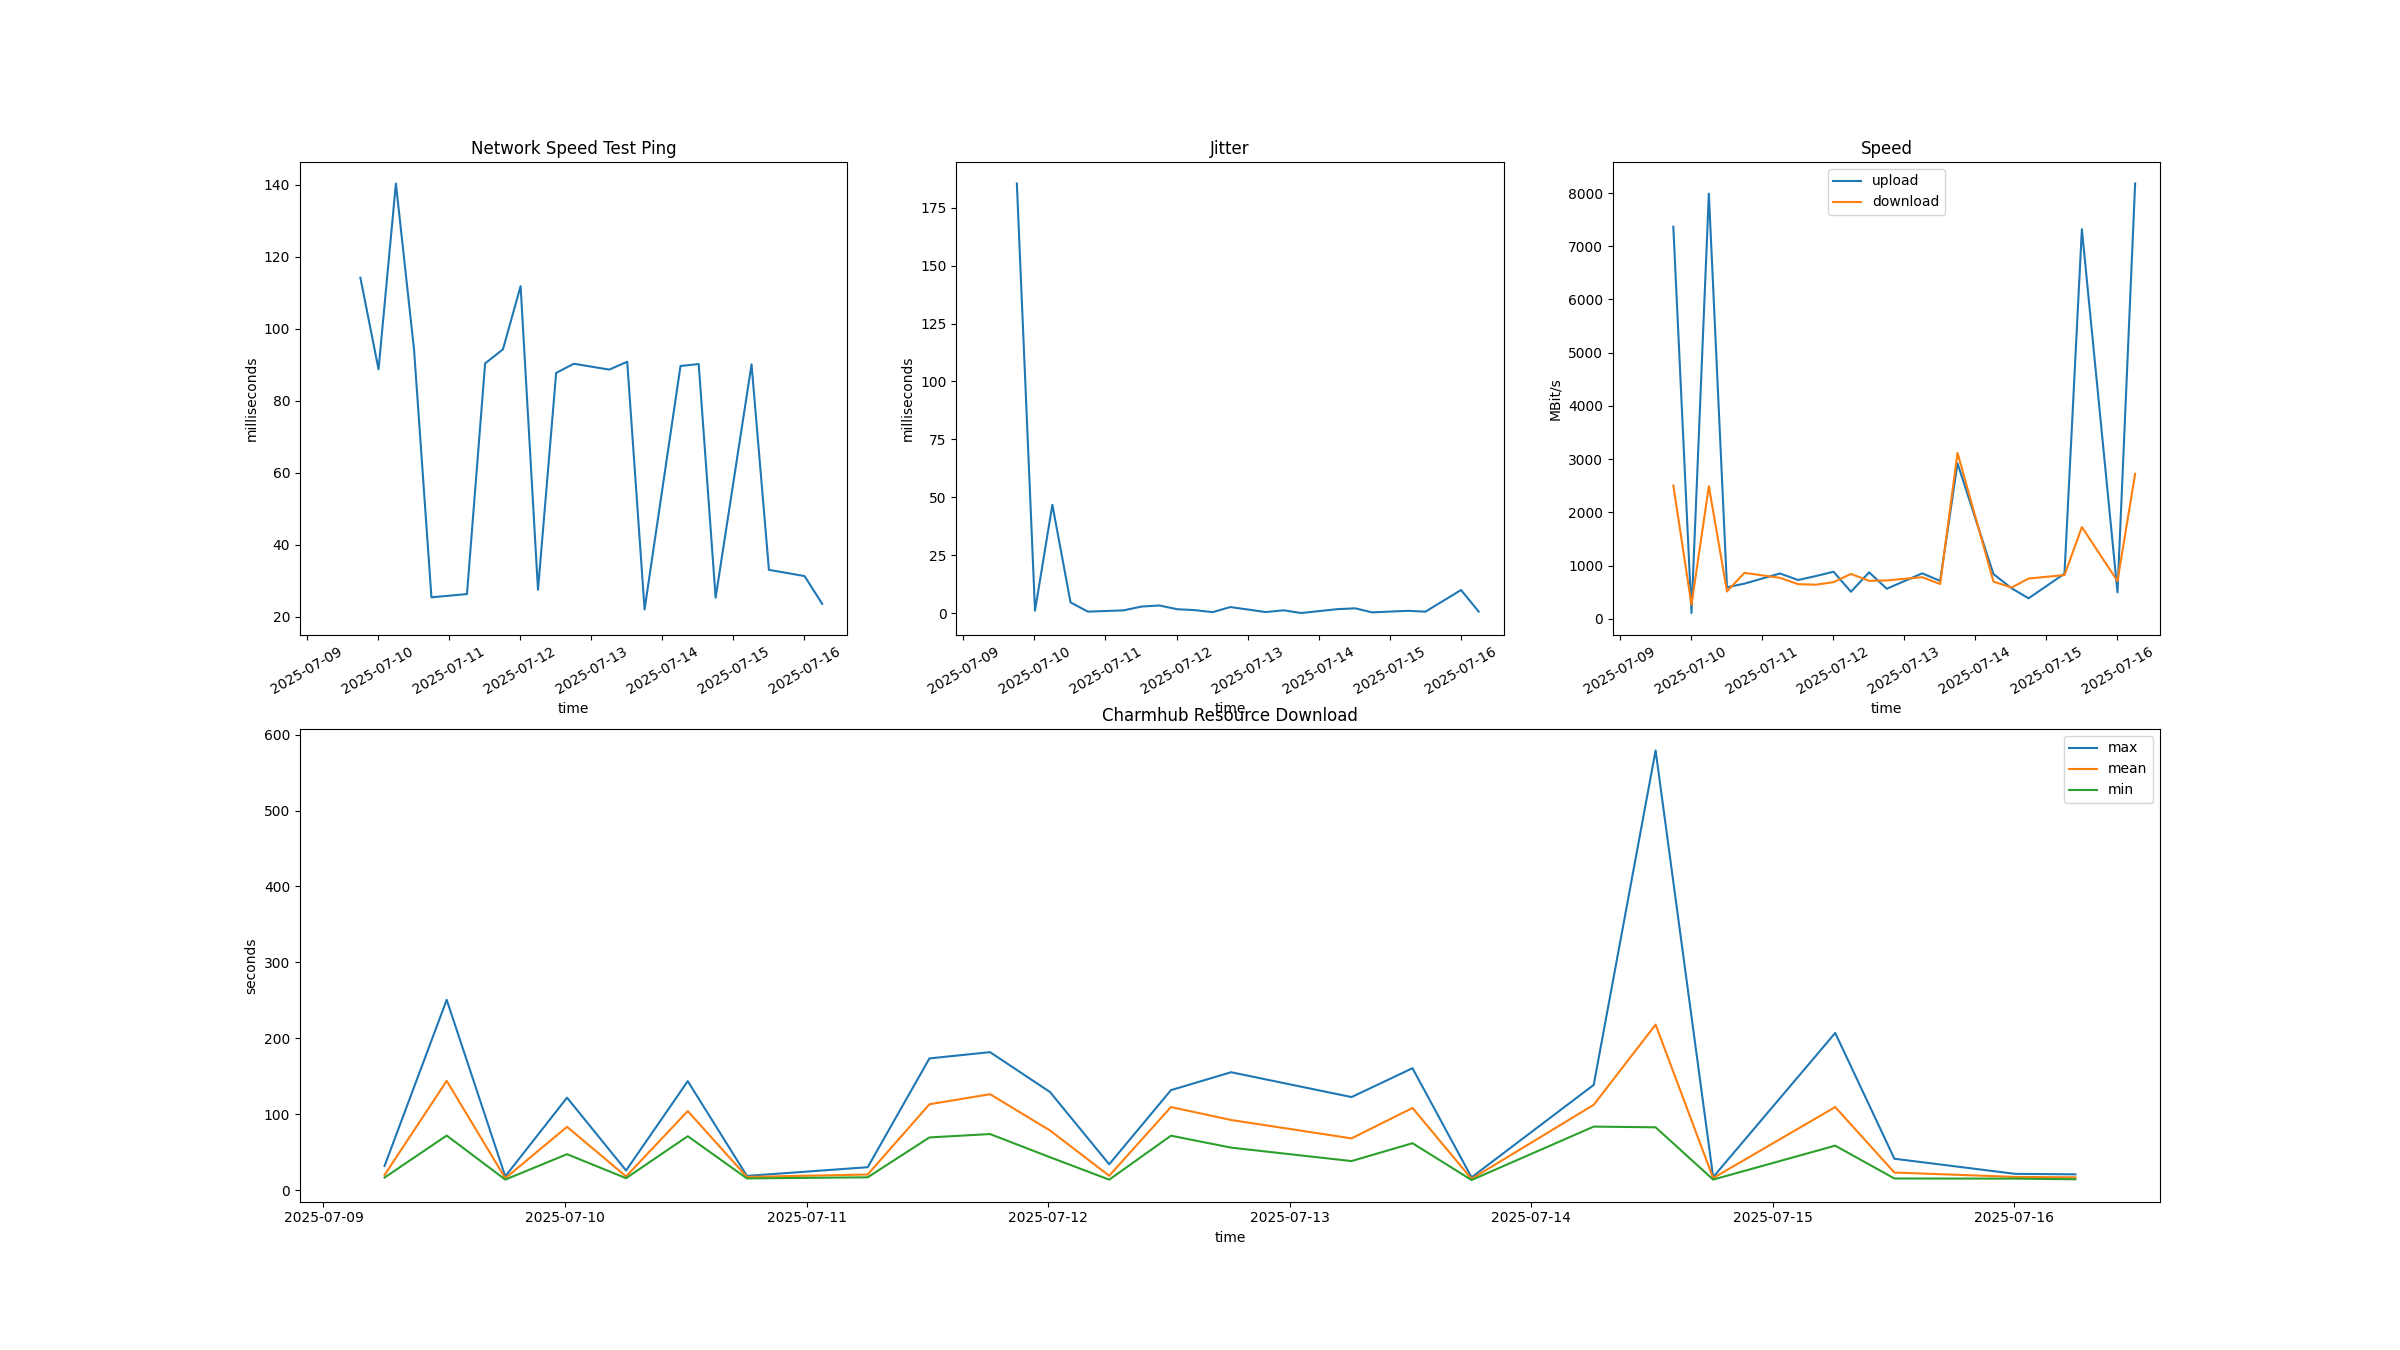 Network Speed Test Ping
milliseconds
140
120
100
80
60
40
20
2025-07-09 2025-07-10 2025-07-11 2025-07-12 2025-07-13 2025-07-14 2025-07-15 2025-07-16
time
Jitter
milliseconds
175
150
125
100
75
50
25
0
2025-07-09 2025-07-10 2025-07-11 2025-07-12 2025-07-13 2025-07-14 2025-07-15 2025-07-16
time
Speed
upload
download
MBit/s
8000
7000
6000
5000
4000
3000
2000
1000
0
2025-07-09 2025-07-10 2025-07-11 2025-07-12 2025-07-13 2025-07-14 2025-07-15 2025-07-16
time
Charmhub Resource Download
max
mean
min
seconds
600
500
400
300
200
100
0
2025-07-09 2025-07-10 2025-07-11 2025-07-12 2025-07-13 2025-07-14 2025-07-15 2025-07-16
time